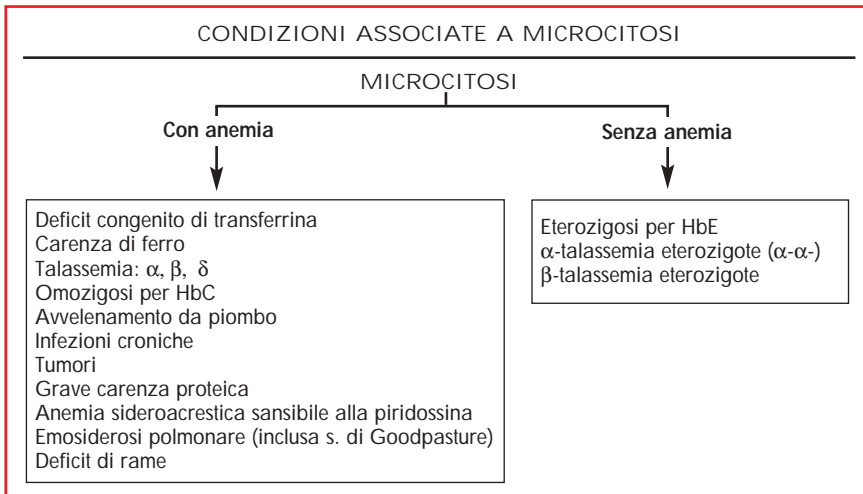 CONDIZIONI ASSOCIATE A MICROCITOSI
MICROCITOSI
Con anemia
Senza anemia
Deficit congenito di transferrina
Carenza di ferro
Talassemia: α, β, δ
Omozigosi per HbC
Avvelenamento da piombo
Infezioni croniche
Tumori
Grave carenza proteica
Anemia sideroacrestica sansibile alla piridossina
Emosiderosi polmonare (inclusa s. di Goodpasture)
Deficit di rame
Eterozigosi per HbE
α-talassemia eterozigote (α-α-)
β-talassemia eterozigote